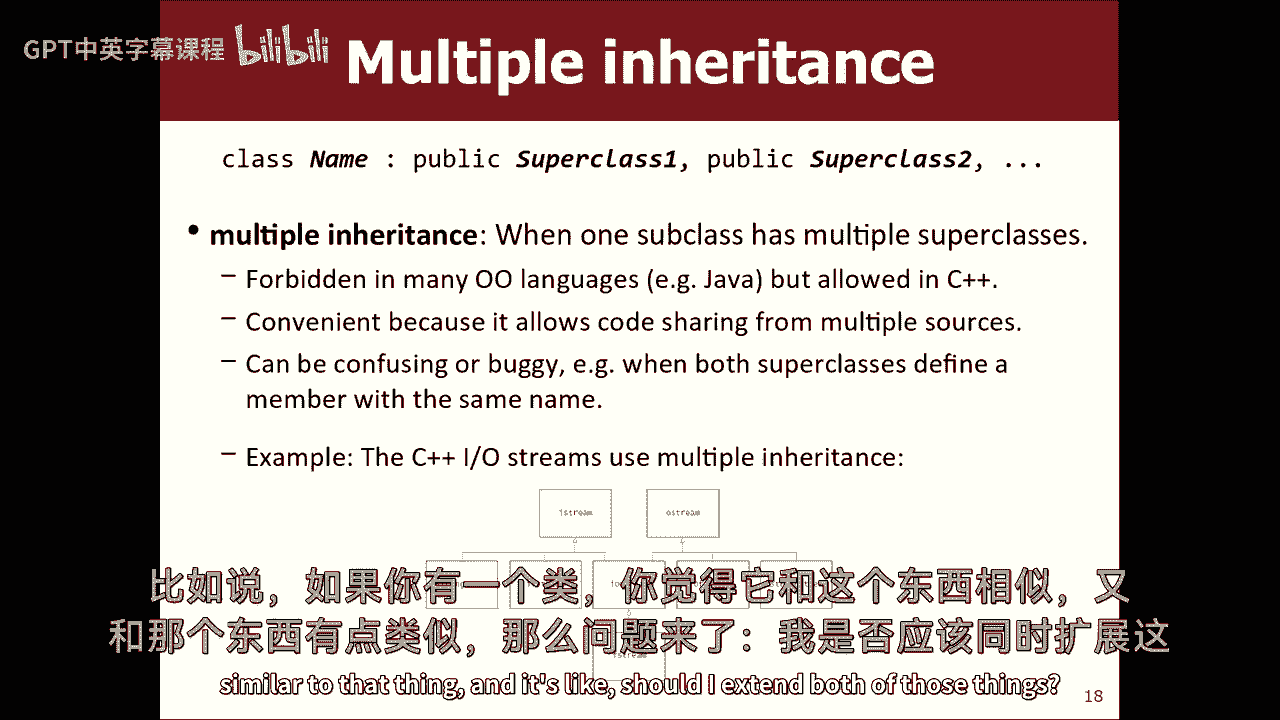 GPT中英字幕课程 bilibili
Multiple inheritance
class Name : public Superclass1, public Superclass2, ...
• multiple inheritance: When one subclass has multiple superclasses.
– Forbidden in many OO languages (e.g. Java) but allowed in C++.
– Convenient because it allows code sharing from multiple sources.
– Can be confusing or buggy, e.g. when both superclasses define a
member with the same name.
– Example: The C++ I/O streams use multiple inheritance:
istream ostream
比如说，如果你有一个类，你觉得它和这个东西相似，又
和那个东西有点类似，那么问题来了：我是否应该同时扩展这
similar to that thing, and it's like, should I extend both of those things?
18